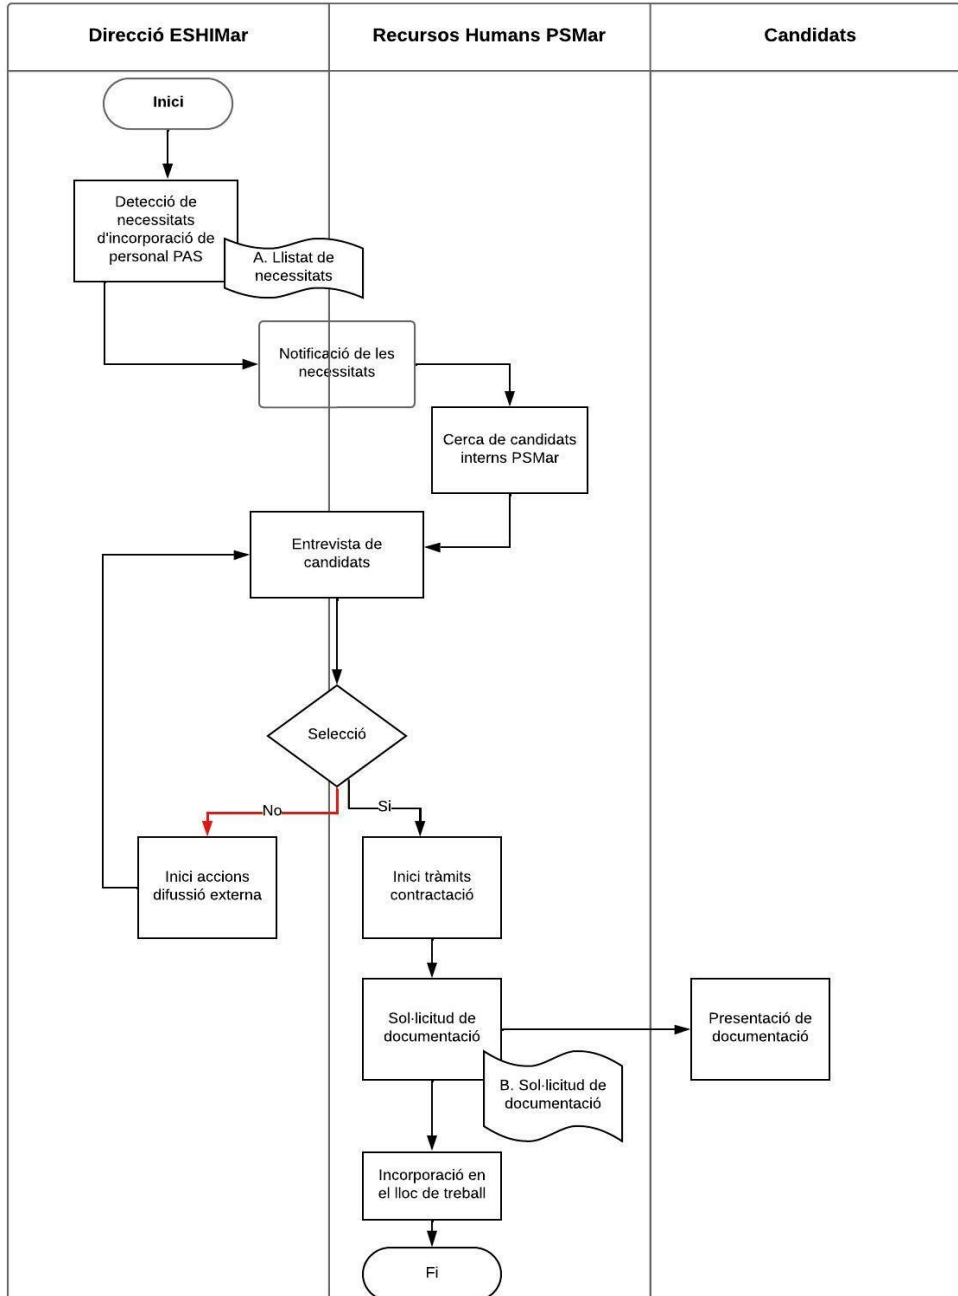 Direcció ESHIMar
Recursos Humans PSMar
Candidats
Inici
Detecció de
necessitats
d'incorporació de
personal PAS
A. Llistat de
necessitats
Notificació de les
necessitats
Cerca de candidats
interns PSMar
Entrevista de
candidats
Selecció
No
Si
Inici accions
difussió externa
Inici tràmits
contractació
Sol·licitud de
documentació
Presentació de
documentació
B. Sol·licitud de
documentació
Incorporació en
el lloc de treball
Fi